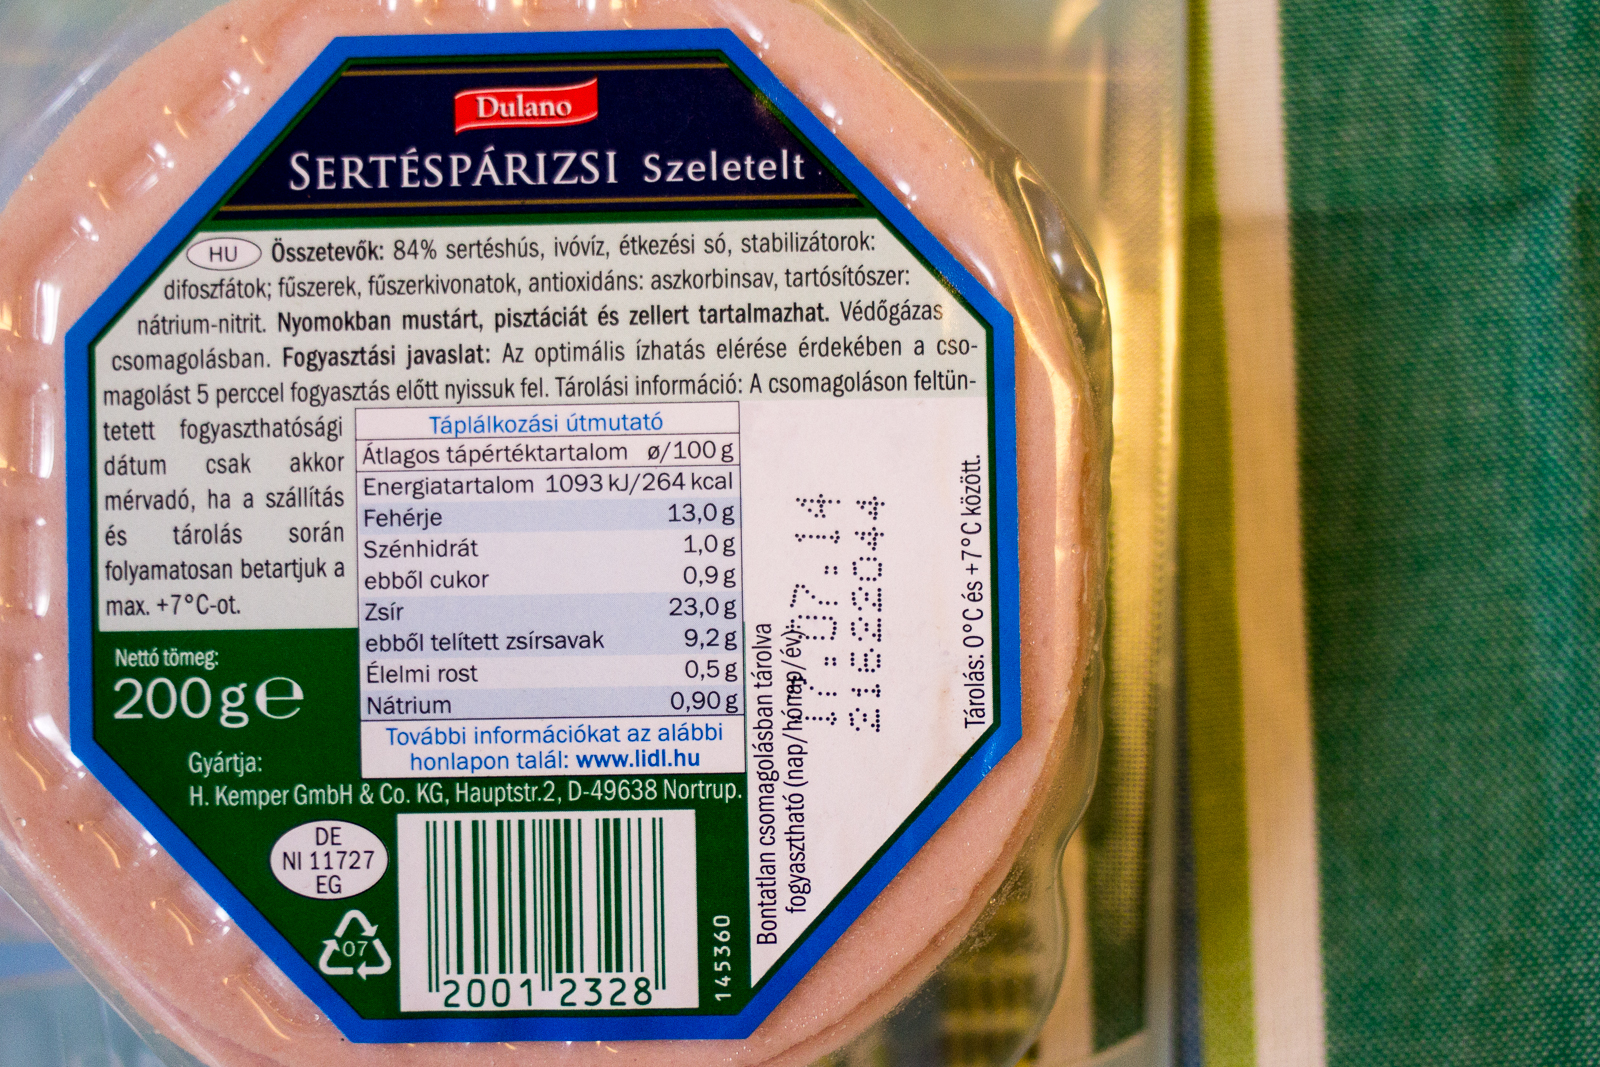 Dulano
SERTÉSPÁRIZSI Szeletelt
HU Összetevők: 84% sertéshús, ivóvíz, étkezési só, stabilizátorok:
difoszfátok; fűszerek, fűszerkivonatok, antioxidáns: aszkorbinsav, tartósítószer:
nátrium-nitrit. Nyomokban mustárt, pisztáciát és zellert tartalmazhat. Védőgázas
csomagolásban. Fogyasztási javaslat: Az optimális ízhatás elérése érdekében a cso-
magolást 5 perccel fogyasztás előtt nyissuk fel. Tárolási információ: A csomagoláson feltün-
tetett fogyaszthatósági
dátum csak akkor
mérvadó, ha a szállítás
és tárolás során
folyamatosan betartjuk a
max. +7°C-ot.
Táplálkozási útmutató
Átlagos tápértéktartalom ø/100 g
Energiatartalom 1093 kJ/264 kcal
Fehérje 13,0 g
Szénhidrát 1,0 g
ebből cukor 0,9 g
Zsír 23,0 g
ebből telített zsírsavak 9,2 g
Élelmi rost 0,5 g
Nátrium 0,90 g
További információkat az alábbi
honlapon talál: www.lidl.hu
Nettó tömeg:
200 g e
Gyártja:
H. Kemper GmbH & Co. KG, Hauptstr.2, D-49638 Nortrup.
DE
NI 11727
EG
07
2001 2328
145360
Bontatlan csomagolásban tárolva
fogyasztható (nap/hónap/év):
17:07:14
21622044
Tárolás: 0°C és +7°C között.